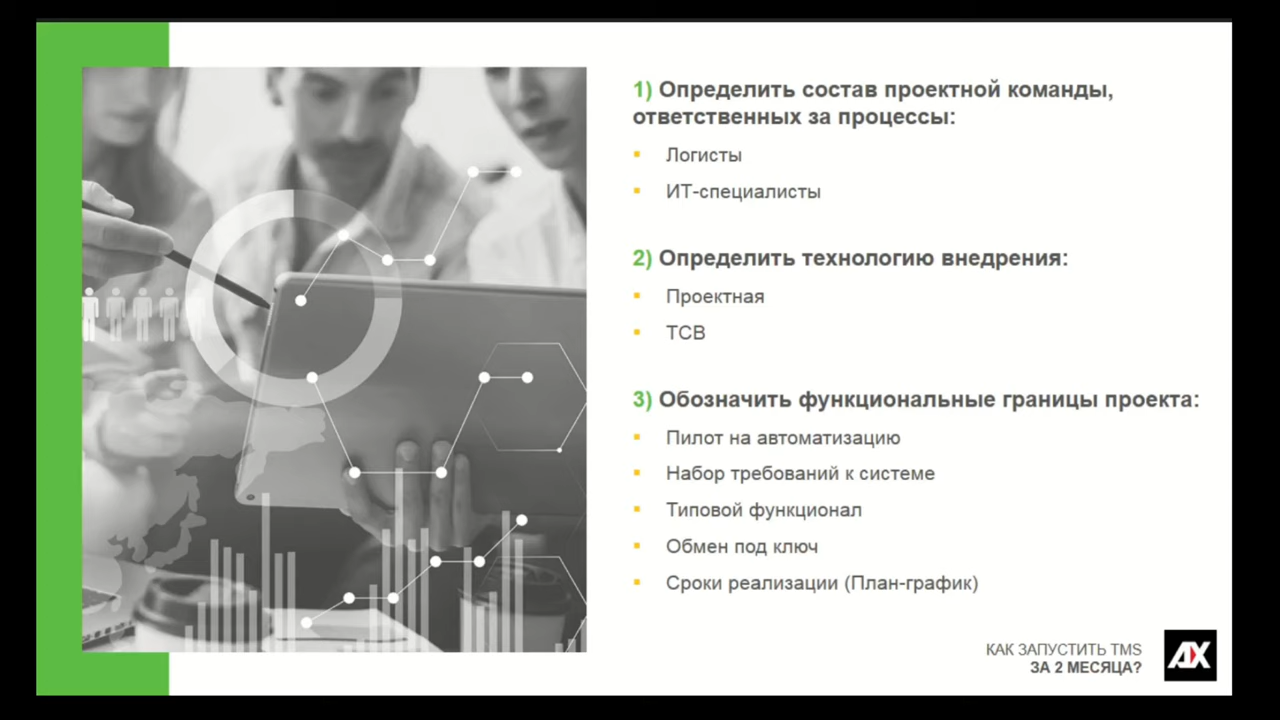 1) Определить состав проектной команды,
ответственных за процессы:
Логисты
ИТ-специалисты
2) Определить технологию внедрения:
Проектная
ТСВ
3) Обозначить функциональные границы проекта:
Пилот на автоматизацию
Набор требований к системе
Типовой функционал
Обмен под ключ
Сроки реализации (План-график)
КАК ЗАПУСТИТЬ TMS
ЗА 2 МЕСЯЦА?
AX